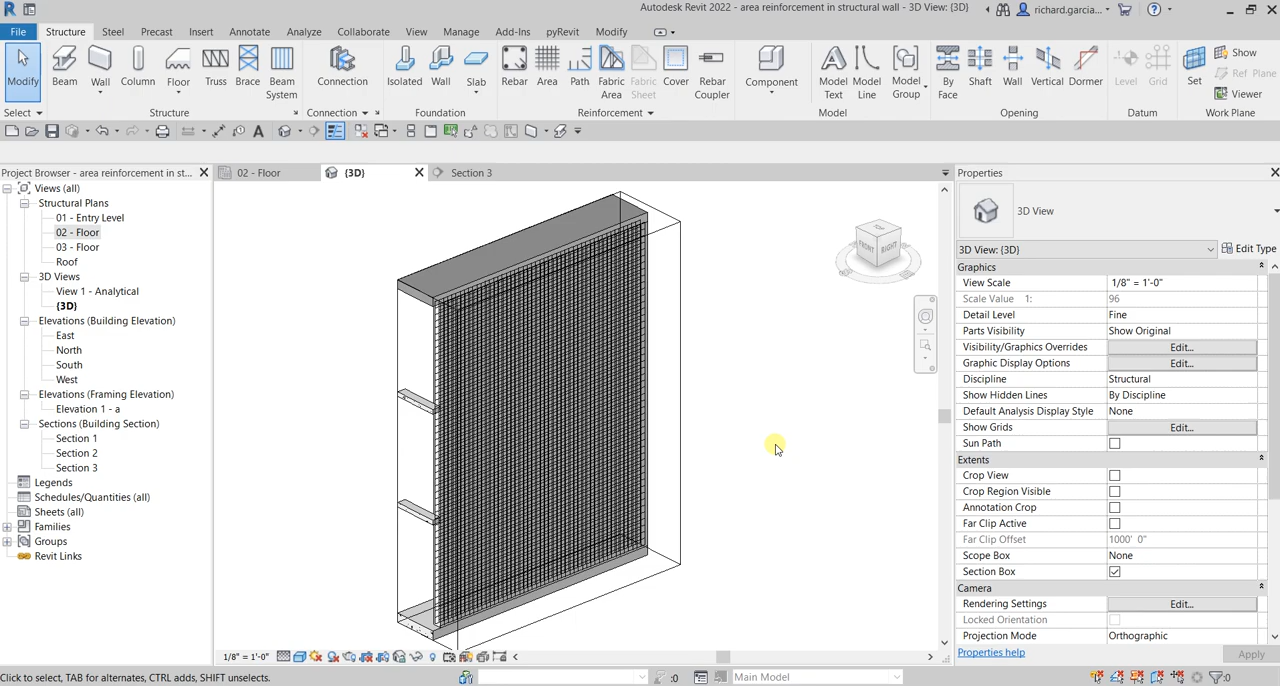 Autodesk Revit 2022 - area reinforcement in structural wall - 3D View: {3D}
richard.garcia...
File Structure Steel Precast Insert Annotate Analyze Collaborate View Manage Add-Ins pyRevit Modify
Modify Beam Wall Column Floor Truss Brace Beam System Connection Isolated Wall Slab Rebar Area Path Fabric Area Fabric Sheet Cover Rebar Coupler Component Model Text Model Line Model Group By Face Shaft Wall Vertical Dormer Level Grid Set Show Ref Plane Viewer
Select Structure Connection Foundation Reinforcement Model Opening Datum Work Plane
Project Browser - area reinforcement in st...
02 - Floor
{3D}
Section 3
Properties
Views (all)
Structural Plans
01 - Entry Level
02 - Floor
03 - Floor
Roof
3D Views
View 1 - Analytical
{3D}
Elevations (Building Elevation)
East
North
South
West
Elevations (Framing Elevation)
Elevation 1 - a
Sections (Building Section)
Section 1
Section 2
Section 3
Legends
Schedules/Quantities (all)
Sheets (all)
Families
Groups
Revit Links
FRONT RIGHT
3D View
3D View: {3D} Edit Type
Graphics
View Scale 1/8" = 1'-0"
Scale Value 1: 96
Detail Level Fine
Parts Visibility Show Original
Visibility/Graphics Overrides Edit...
Graphic Display Options Edit...
Discipline Structural
Show Hidden Lines By Discipline
Default Analysis Display Style None
Show Grids Edit...
Sun Path
Extents
Crop View
Crop Region Visible
Annotation Crop
Far Clip Active
Far Clip Offset 1000' 0"
Scope Box None
Section Box
Camera
Rendering Settings Edit...
Locked Orientation
Projection Mode Orthographic
Properties help Apply
1/8" = 1'-0"
Click to select, TAB for alternates, CTRL adds, SHIFT unselects.
:0
Main Model
:0